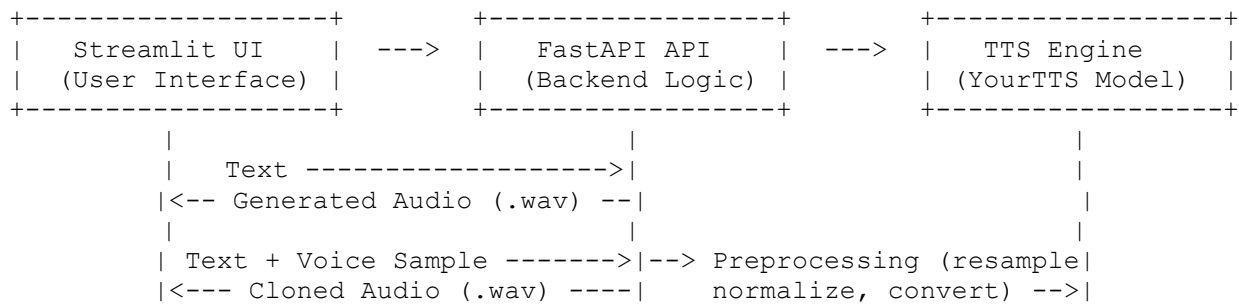 +-------------------+        +------------------+        +------------------+
|   Streamlit UI    |  --->  |   FastAPI API    |  --->  |   TTS Engine     |
|  (User Interface) |        |  (Backend Logic) |        | (YourTTS Model)  |
+-------------------+        +------------------+        +------------------+
         |                            |                           |
         |   Text ------------------->|                           |
         |<-- Generated Audio (.wav) --|                           |
         |                            |                           |
         | Text + Voice Sample ------->|--> Preprocessing (resample|
         |<--- Cloned Audio (.wav) ----|    normalize, convert) -->|